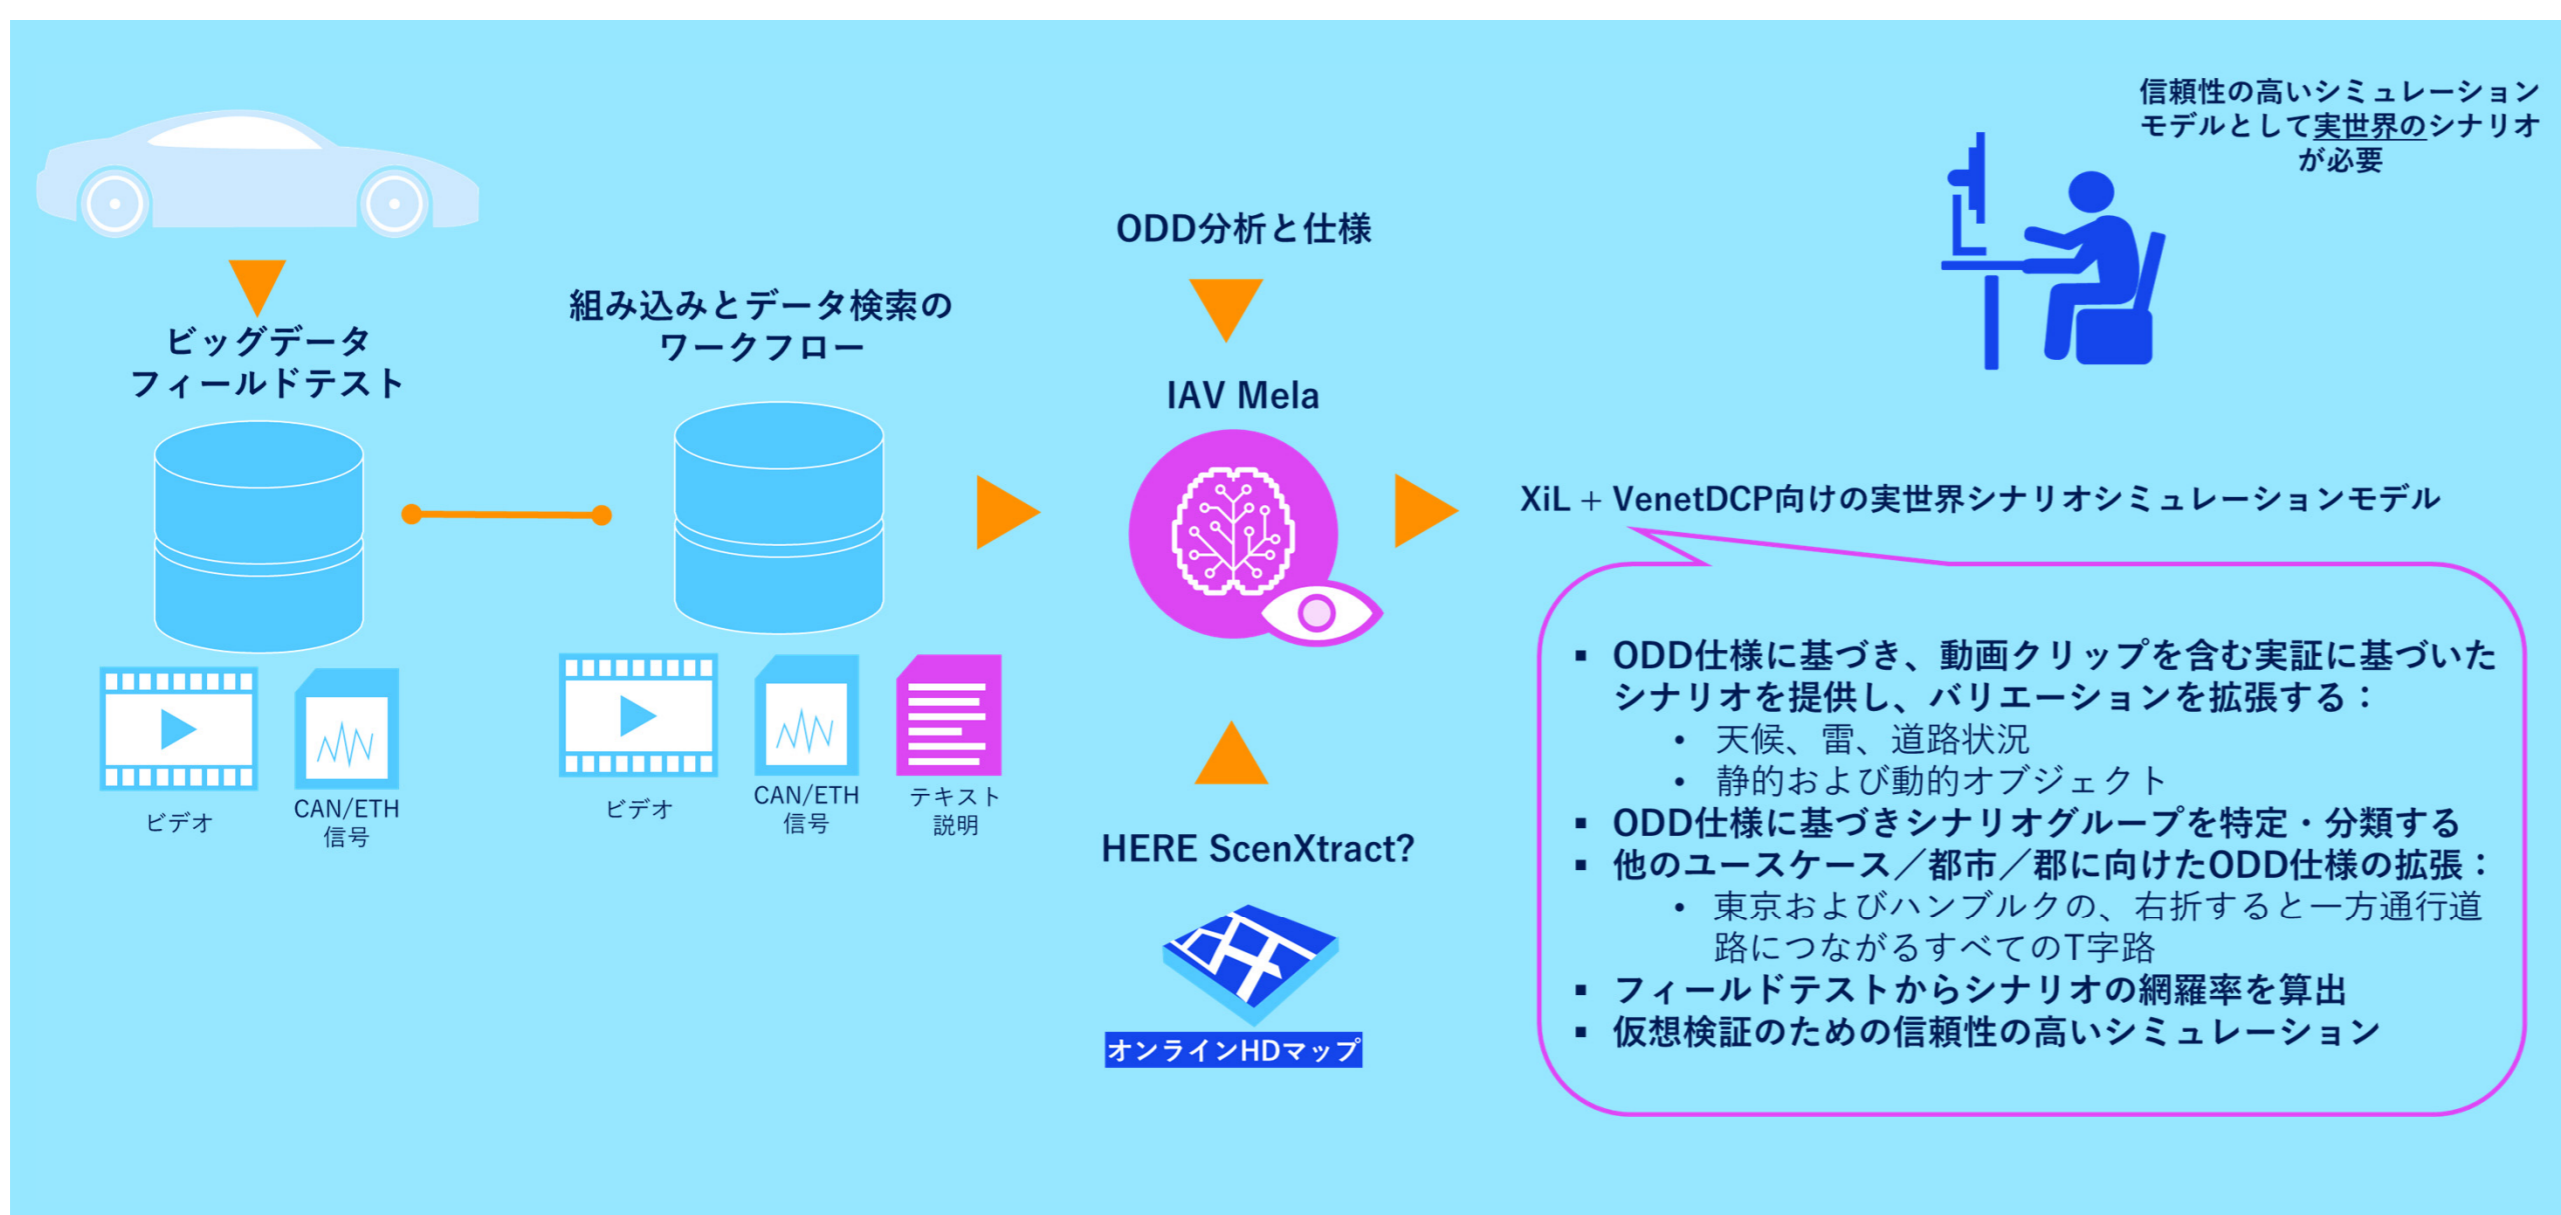 信頼性の高いシミュレーション
モデルとして実世界のシナリオ
が必要
ODD分析と仕様
組み込みとデータ検索の
ワークフロー
ビッグデータ
フィールドテスト
IAV Mela
XiL + VenetDCP向けの実世界シナリオシミュレーションモデル
ビデオ
CAN/ETH
信号
ビデオ
CAN/ETH
信号
テキスト
説明
HERE ScenXtract?
オンラインHDマップ
▪ ODD仕様に基づき、動画クリップを含む実証に基づいた
シナリオを提供し、バリエーションを拡張する：
• 天候、雷、道路状況
• 静的および動的オブジェクト
▪ ODD仕様に基づきシナリオグループを特定・分類する
▪ 他のユースケース／都市／郡に向けたODD仕様の拡張：
• 東京およびハンブルクの、右折すると一方通行道
路につながるすべてのT字路
▪ フィールドテストからシナリオの網羅率を算出
▪ 仮想検証のための信頼性の高いシミュレーション